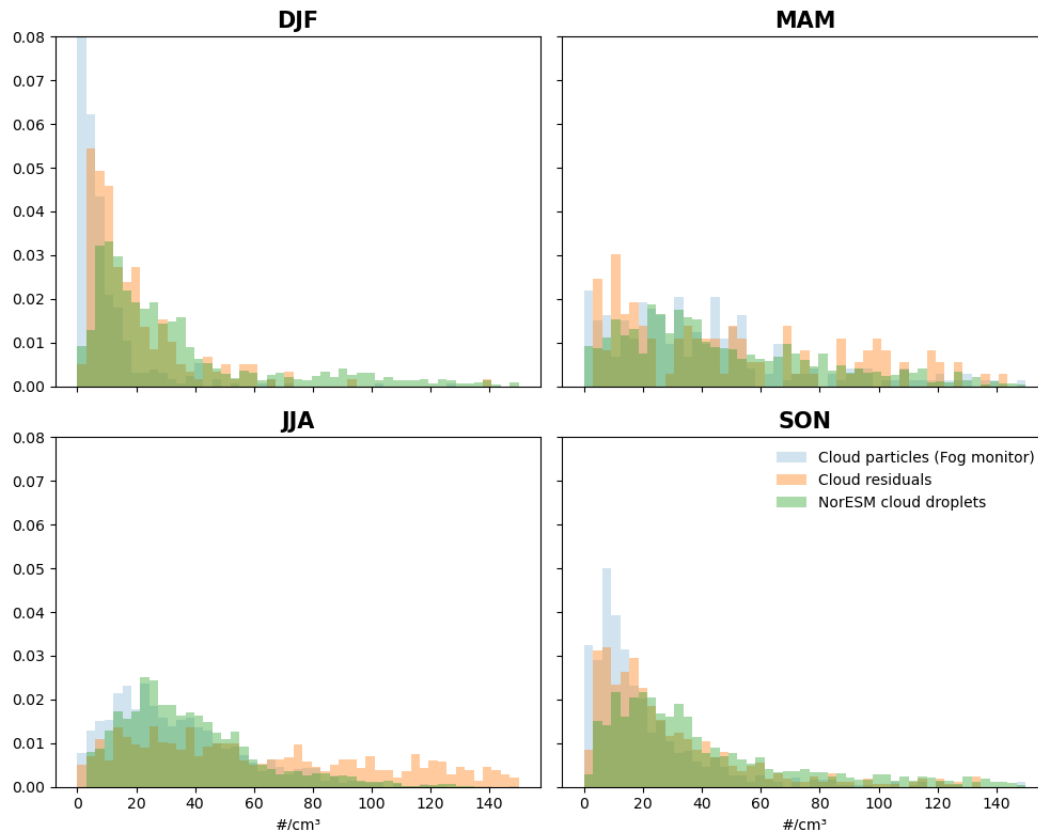 DJF
MAM
0.08
0.07
0.06
0.05
0.04
0.03
0.02
0.01
0.00
JJA
SON
0.08
0.07
0.06
0.05
0.04
0.03
0.02
0.01
0.00
Cloud particles (Fog monitor)
Cloud residuals
NorESM cloud droplets
0 20 40 60 80 100 120 140
#/cm³
0 20 40 60 80 100 120 140
#/cm³